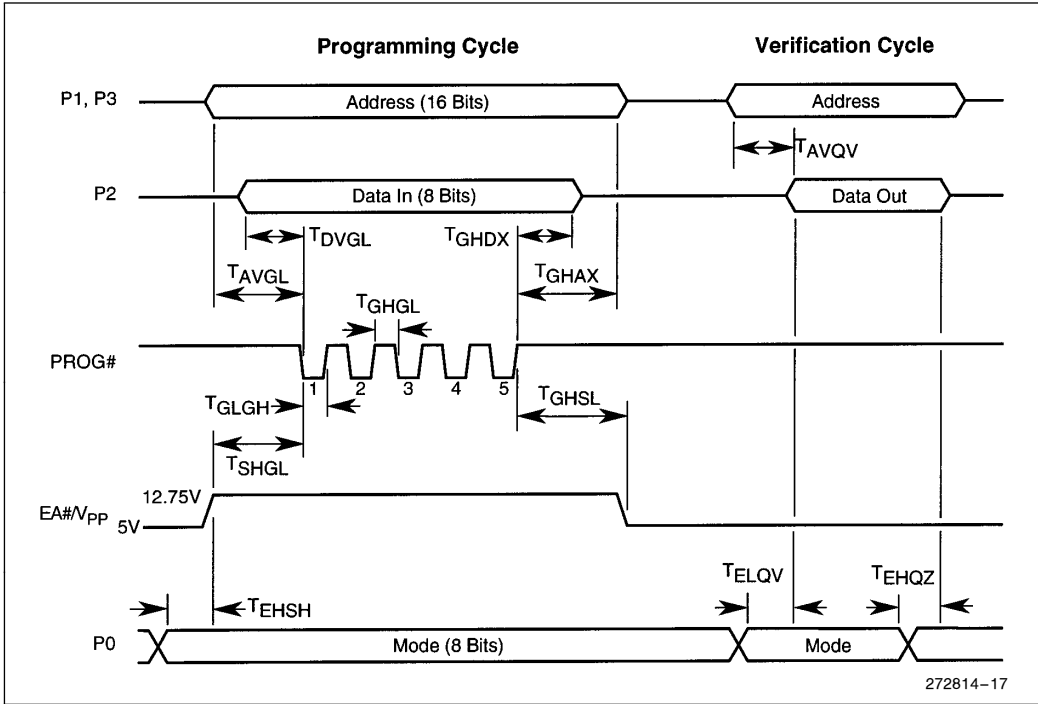 Programming Cycle
Verification Cycle
P1, P3
Address (16 Bits)
Address
TAVQV
P2
Data In (8 Bits)
Data Out
TDVGL
TGHDX
TAVGL
TGHAX
TGHGL
PROG#
1
2
3
4
5
TGLGH
TGHSL
TSHGL
12.75V
EA#/VPP
5V
TELQV
TEHQZ
TEHSH
P0
Mode (8 Bits)
Mode
272814–17